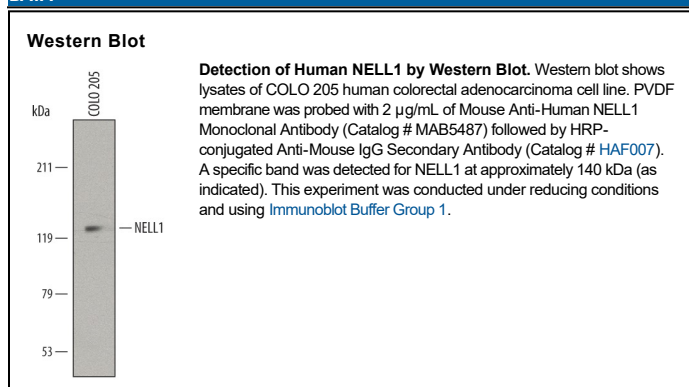 Western Blot
Detection of Human NELL1 by Western Blot. Western blot shows
lysates of COLO 205 human colorectal adenocarcinoma cell line. PVDF
membrane was probed with 2 µg/mL of Mouse Anti-Human NELL1
Monoclonal Antibody (Catalog # MAB5487) followed by HRP-
conjugated Anti-Mouse IgG Secondary Antibody (Catalog # HAF007).
A specific band was detected for NELL1 at approximately 140 kDa (as
indicated). This experiment was conducted under reducing conditions
and using Immunoblot Buffer Group 1.
kDa
COLO 205
211
119
NELL1
79
53